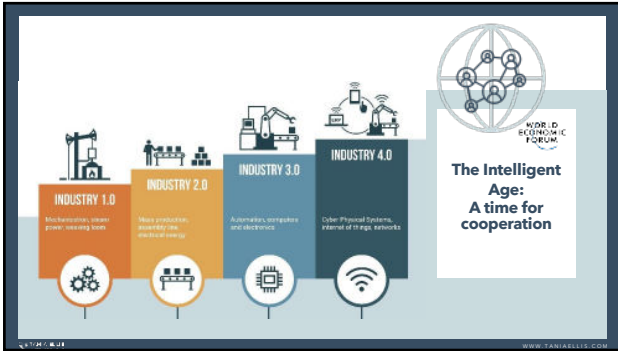 INDUSTRY 1.0
Mechanization, steam
power, weaving loom
INDUSTRY 2.0
Mass production,
assembly line,
electrical energy
INDUSTRY 3.0
Automation, computers
and electronics
INDUSTRY 4.0
Cyber Physical Systems,
internet of things, networks
WORLD
ECONOMIC
FORUM
The Intelligent
Age:
A time for
cooperation
TANIA ELLIS
WWW.TANIAELLIS.COM